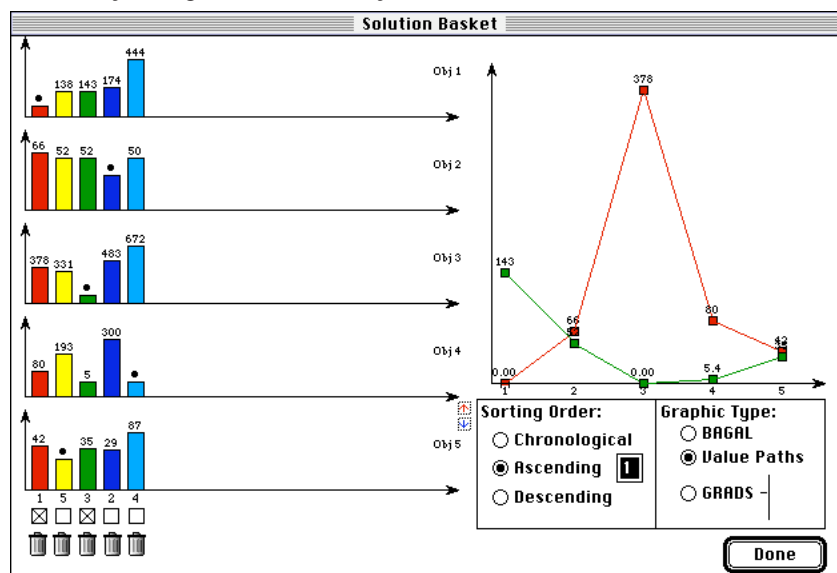 Solution Basket
444
138 143 174
Obj 1
66 52 52 50
Obj 2
378 331 483 672
Obj 3
80 193 5 300
Obj 4
42 35 29 87
Obj 5
1 5 3 2 4
378
143
66
80
42
0.00 0.00 5.4
1 2 3 4 5
Sorting Order:
Chronological
Ascending 1
Descending
Graphic Type:
BAGAL
Value Paths
GRADS -
Done